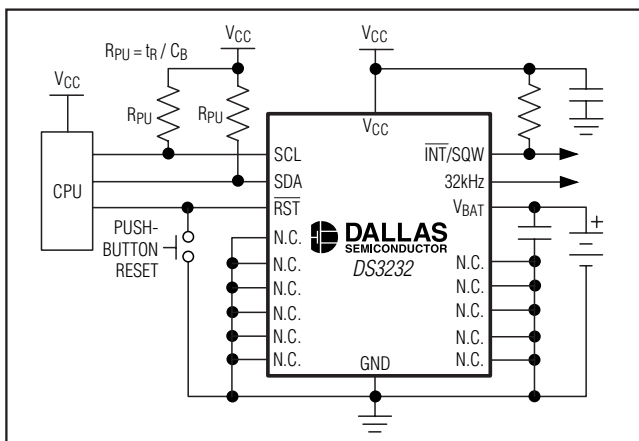 VCC
RPU = tR / CB
VCC
VCC
RPU
RPU
VCC
CPU
SCL
SDA
RST
INT/SQW
32kHz
VBAT
PUSH-
BUTTON
RESET
DALLAS
SEMICONDUCTOR
DS3232
N.C.
N.C.
N.C.
N.C.
N.C.
N.C.
N.C.
N.C.
N.C.
N.C.
N.C.
GND
+